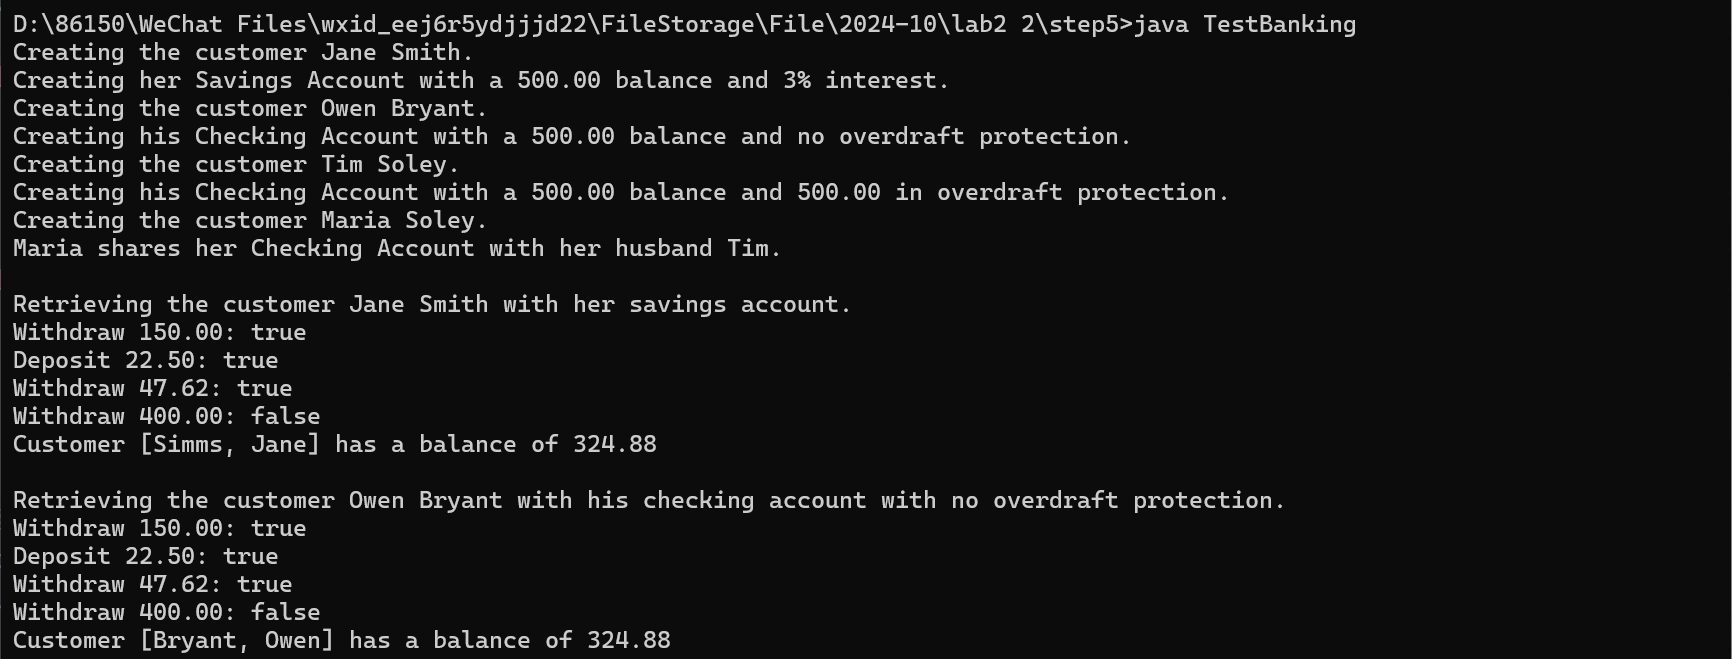 D:\86150\WeChat Files\wxid_eej6r5ydjjjd22\FileStorage\File\2024-10\lab2 2\step5>java TestBanking
Creating the customer Jane Smith.
Creating her Savings Account with a 500.00 balance and 3% interest.
Creating the customer Owen Bryant.
Creating his Checking Account with a 500.00 balance and no overdraft protection.
Creating the customer Tim Soley.
Creating his Checking Account with a 500.00 balance and 500.00 in overdraft protection.
Creating the customer Maria Soley.
Maria shares her Checking Account with her husband Tim.

Retrieving the customer Jane Smith with her savings account.
Withdraw 150.00: true
Deposit 22.50: true
Withdraw 47.62: true
Withdraw 400.00: false
Customer [Simms, Jane] has a balance of 324.88

Retrieving the customer Owen Bryant with his checking account with no overdraft protection.
Withdraw 150.00: true
Deposit 22.50: true
Withdraw 47.62: true
Withdraw 400.00: false
Customer [Bryant, Owen] has a balance of 324.88